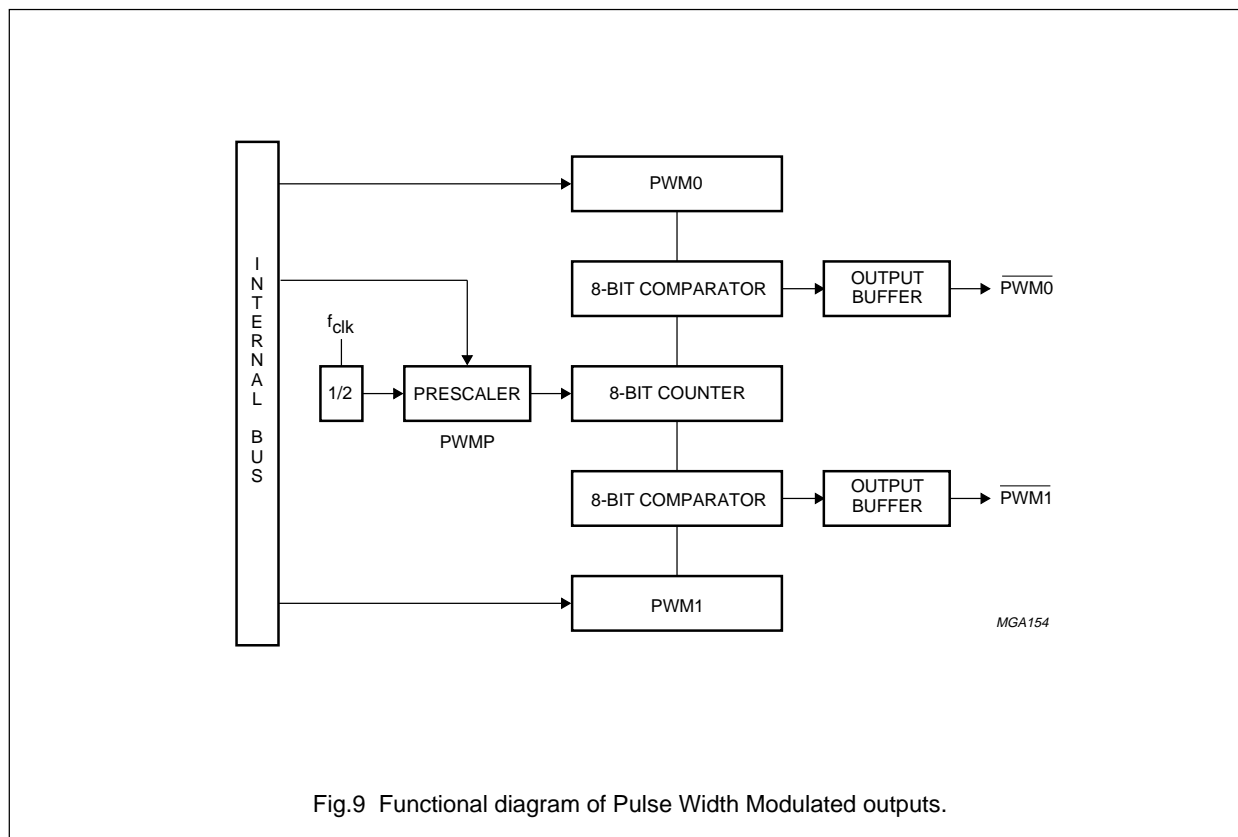 INTERNAL BUS
PWM0
8-BIT COMPARATOR
OUTPUT
BUFFER
PWM0
fclk
1/2
PRESCALER
8-BIT COUNTER
PWMP
8-BIT COMPARATOR
OUTPUT
BUFFER
PWM1
PWM1
MGA154
Fig.9 Functional diagram of Pulse Width Modulated outputs.